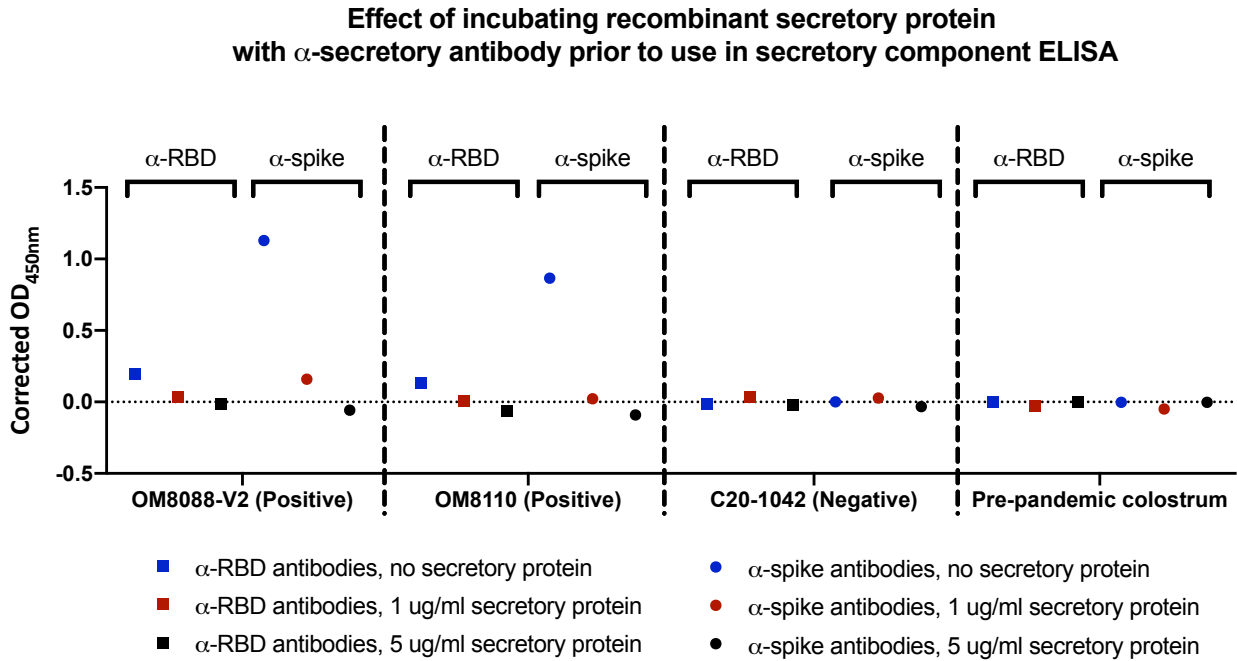 Effect of incubating recombinant secretory protein
with α-secretory antibody prior to use in secretory component ELISA
α-RBD α-spike α-RBD α-spike α-RBD α-spike α-RBD α-spike
Corrected OD450nm
1.5
1.0
0.5
0.0
-0.5
OM8088-V2 (Positive) OM8110 (Positive) C20-1042 (Negative) Pre-pandemic colostrum
α-RBD antibodies, no secretory protein
α-RBD antibodies, 1 ug/ml secretory protein
α-RBD antibodies, 5 ug/ml secretory protein
α-spike antibodies, no secretory protein
α-spike antibodies, 1 ug/ml secretory protein
α-spike antibodies, 5 ug/ml secretory protein